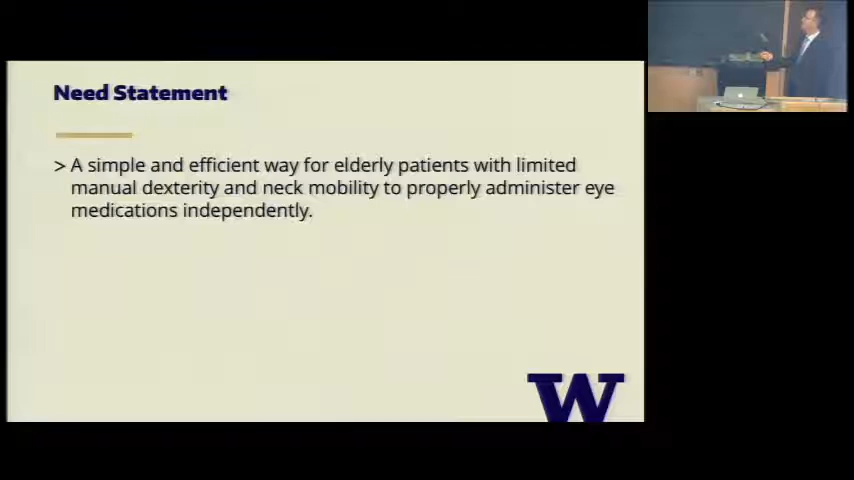 Need Statement
> A simple and efficient way for elderly patients with limited
manual dexterity and neck mobility to properly administer eye
medications independently.
W